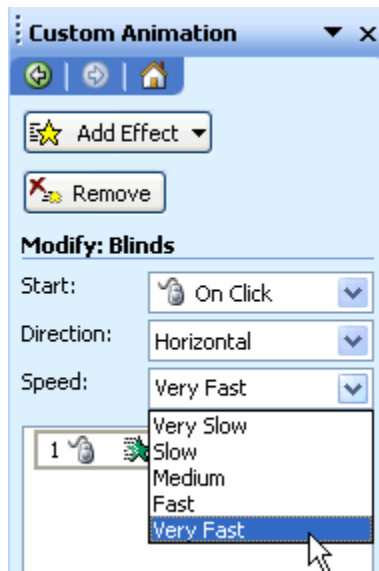 Custom Animation
Add Effect
Remove
Modify: Blinds
Start: On Click
Direction: Horizontal
Speed: Very Fast
Very Slow
1 Slow
Medium
Fast
Very Fast